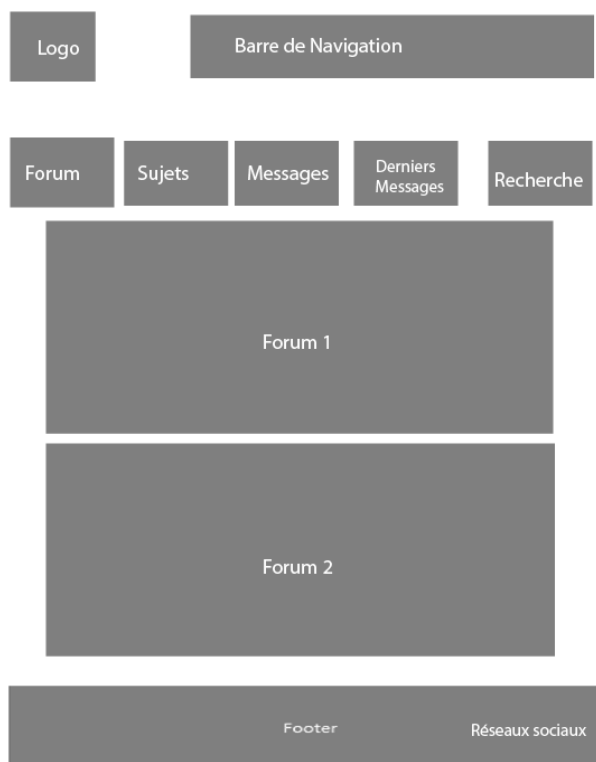 Logo
Barre de Navigation
Forum
Sujets
Messages
Derniers
Messages
Recherche
Forum 1
Forum 2
Footer
Réseaux sociaux